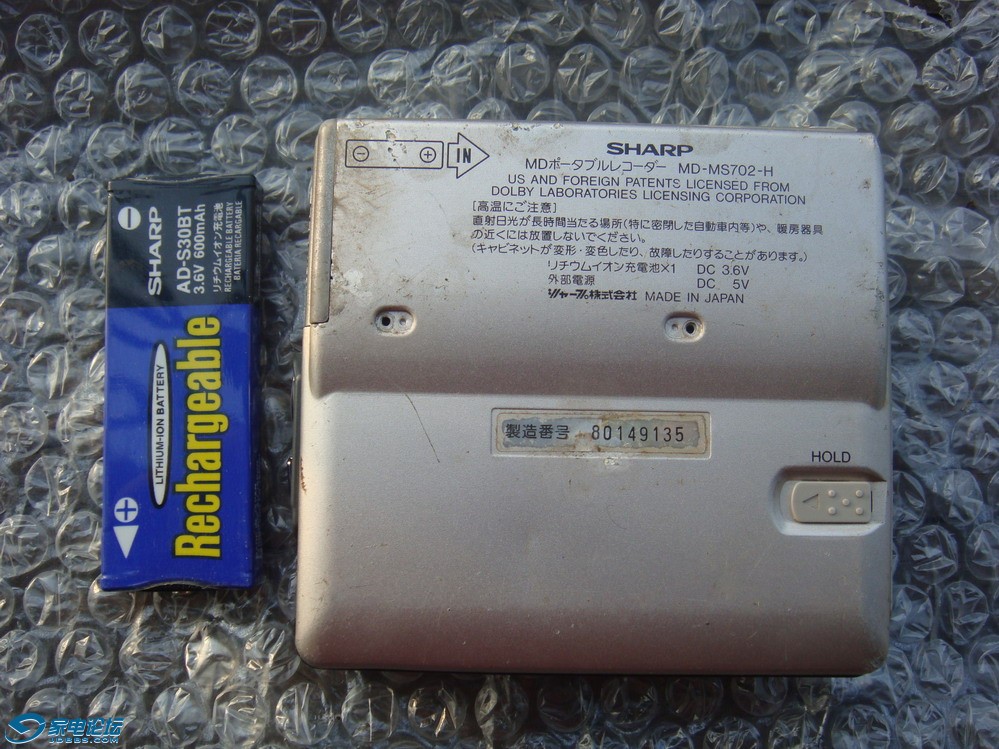 SHARP
AD-S30BT
3.6V 600mAh
リチウムイオン充電池
RECHARGEABLE BATTERY
BATERIA RECARGABLE
LITHIUM-ION BATTERY
Rechargeable
IN
SHARP
MDポータブルレコーダー MD-MS702-H
US AND FOREIGN PATENTS LICENSED FROM
DOLBY LABORATORIES LICENSING CORPORATION
[高温にご注意]
直射日光が長時間当たる場所(特に密閉した自動車内等)や、暖房器具
の近くには放置しないでください。
(キャビネットが変形・変色したり、故障したりすることがあります。)
リチウムイオン充電池×1 DC 3.6V
外部電源 DC 5V
シャープ株式会社 MADE IN JAPAN
製造番号 80149135
HOLD
家电论坛
JDBBS.COM